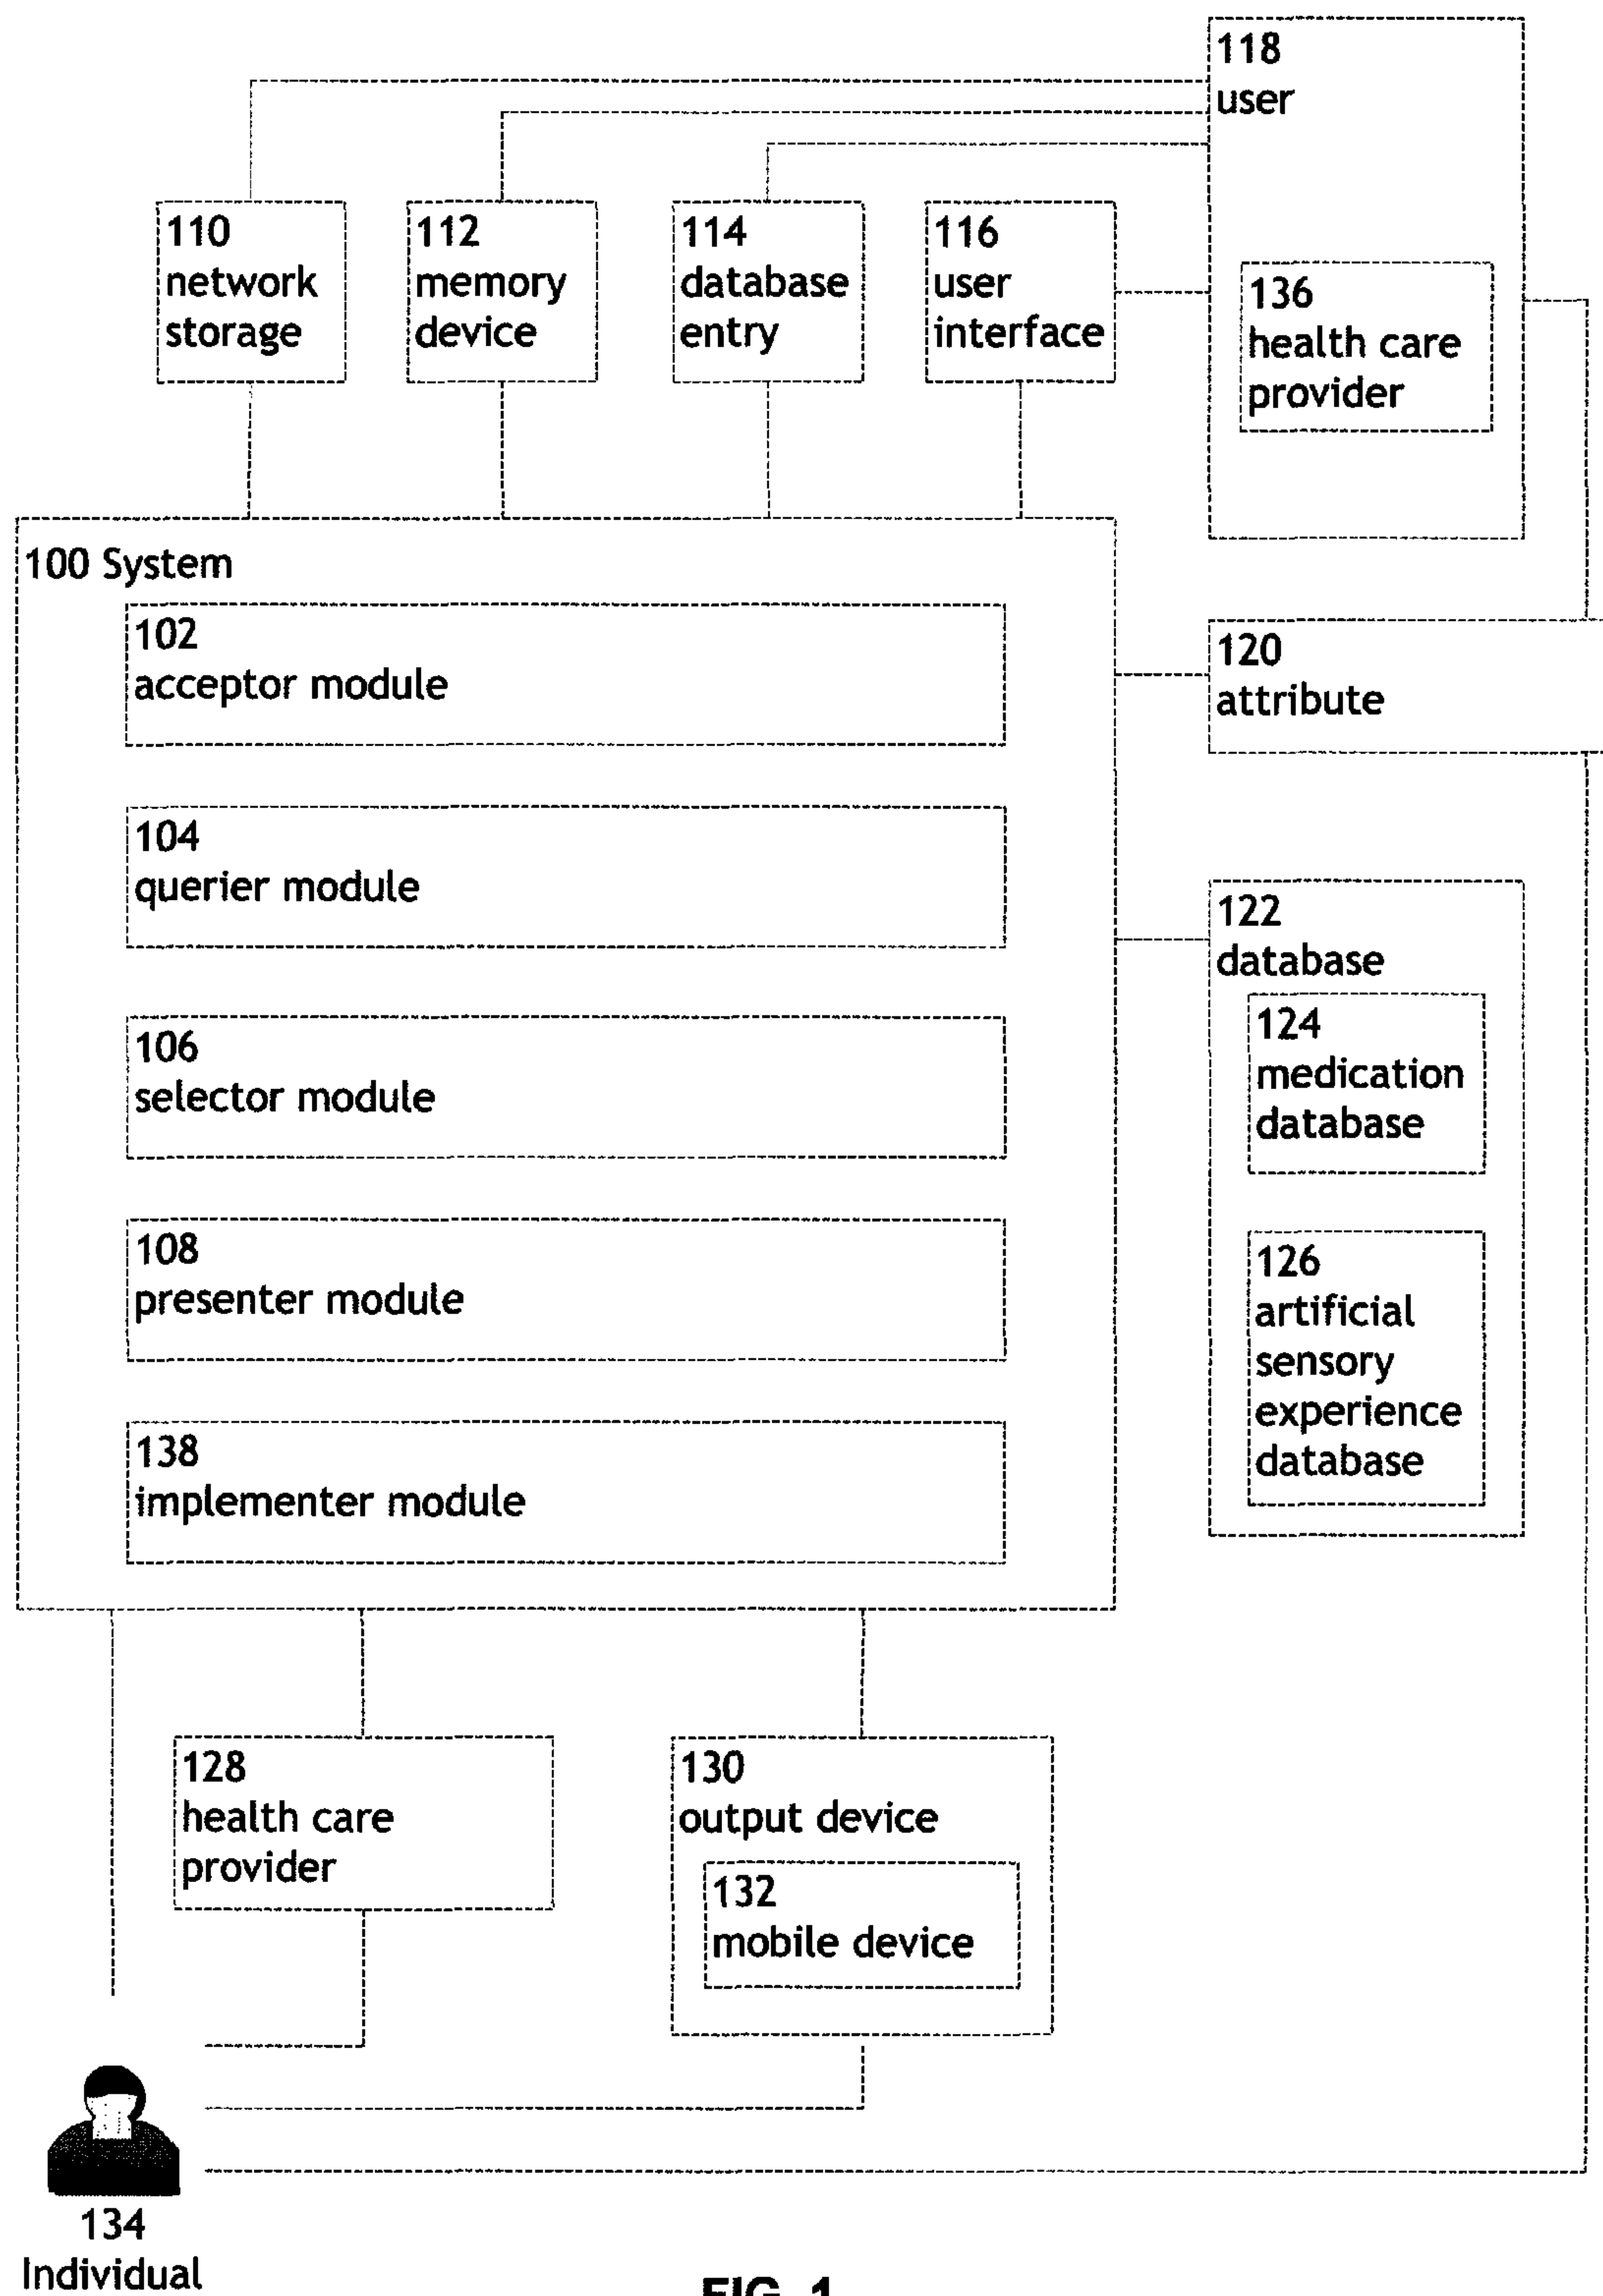 118
user
110
network
storage
112
memory
device
114
database
entry
116
user
interface
136
health care
provider
100 System
102
acceptor module
120
attribute
104
querier module
122
database
124
medication
database
106
selector module
108
presenter module
126
artificial
sensory
experience
database
138
implementer module
128
health care
provider
130
output device
132
mobile device
134
Individual
FIG. 1